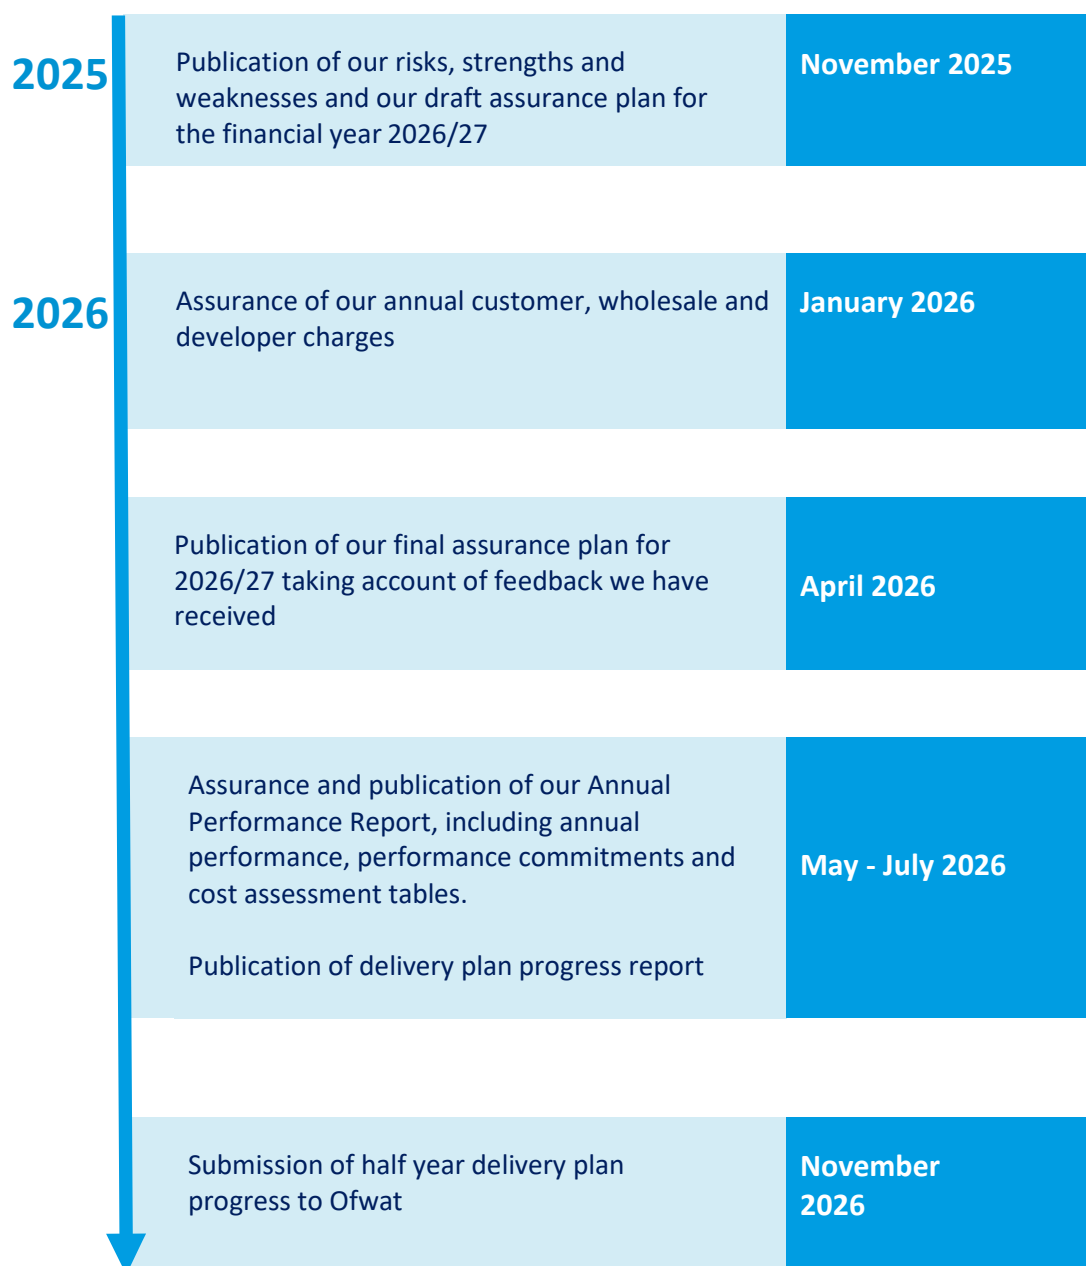 2025
Publication of our risks, strengths and
weaknesses and our draft assurance plan for
the financial year 2026/27
November 2025
2026
Assurance of our annual customer, wholesale and
developer charges
January 2026
Publication of our final assurance plan for
2026/27 taking account of feedback we have
received
April 2026
Assurance and publication of our Annual
Performance Report, including annual
performance, performance commitments and
cost assessment tables.
Publication of delivery plan progress report
May - July 2026
Submission of half year delivery plan
progress to Ofwat
November
2026